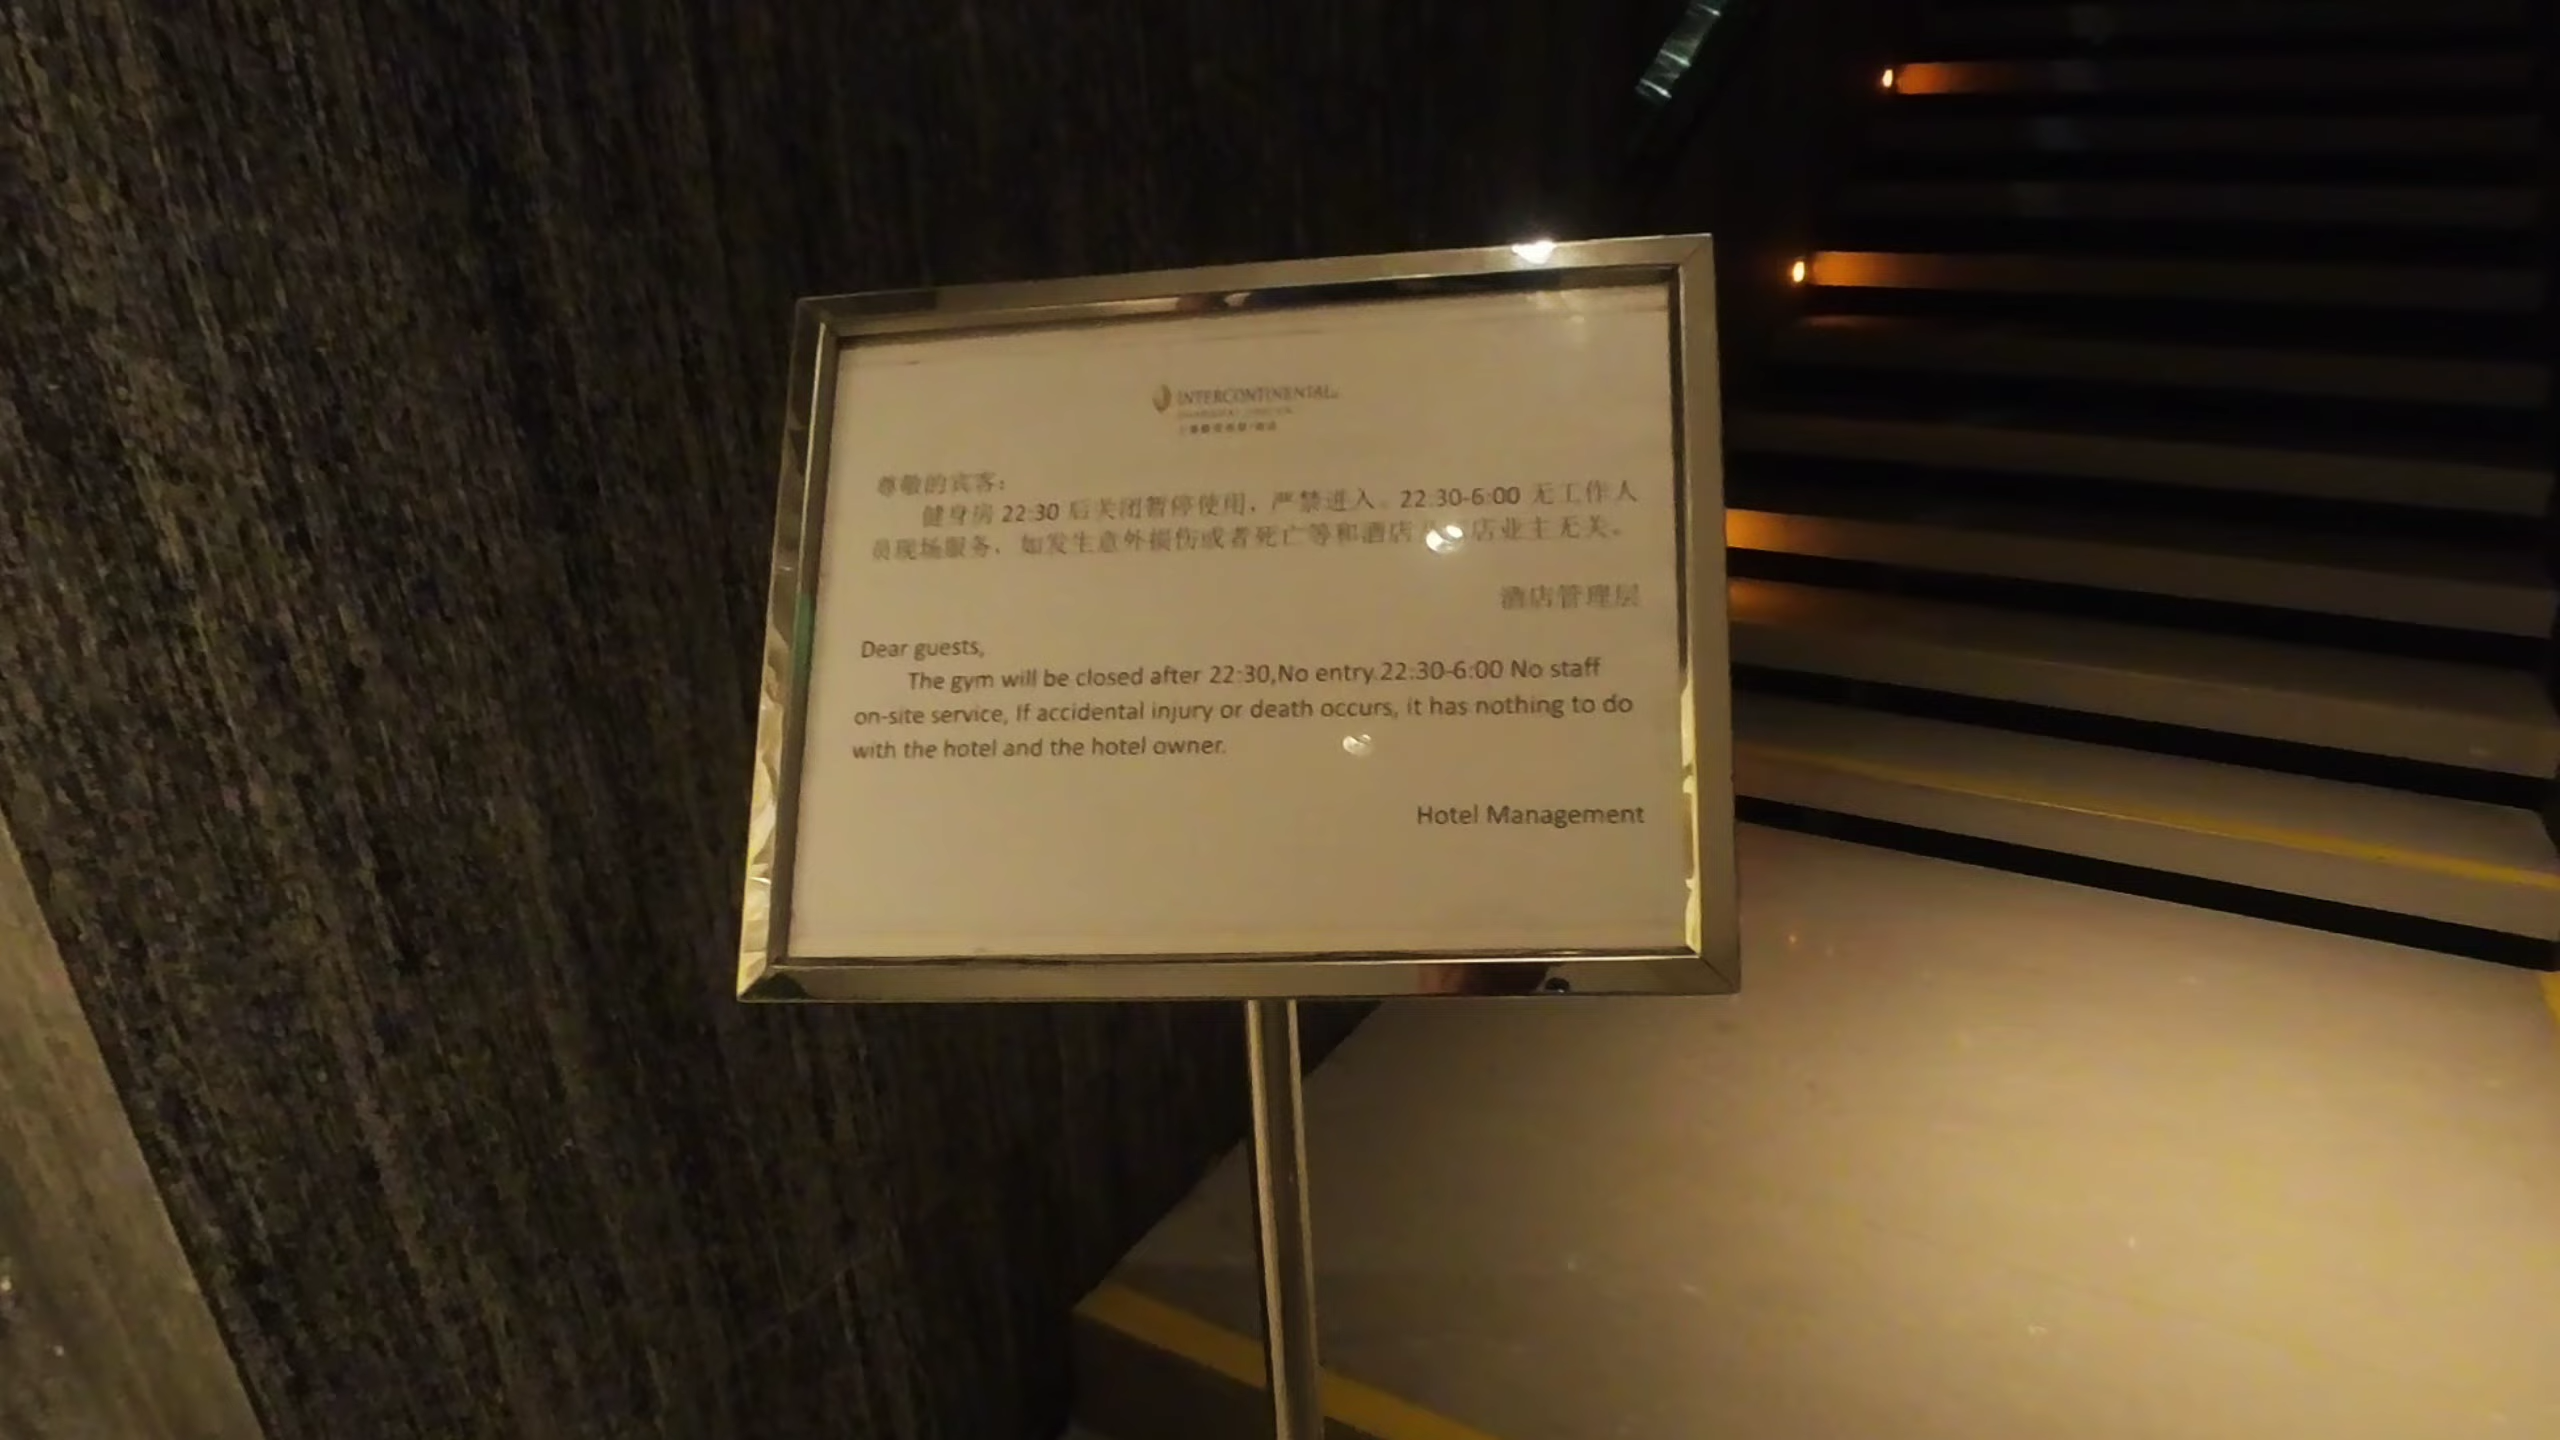 INTERCONTINENTAL
尊敬的宾客：
健身房 22:30 后关闭暂停使用，严禁进入。22:30-6:00 无工作人
员现场服务，如发生意外损伤或者死亡等和酒店 店业主无关。
酒店管理层
Dear guests,
The gym will be closed after 22:30,No entry.22:30-6:00 No staff
on-site service, If accidental injury or death occurs, it has nothing to do
with the hotel and the hotel owner.
Hotel Management